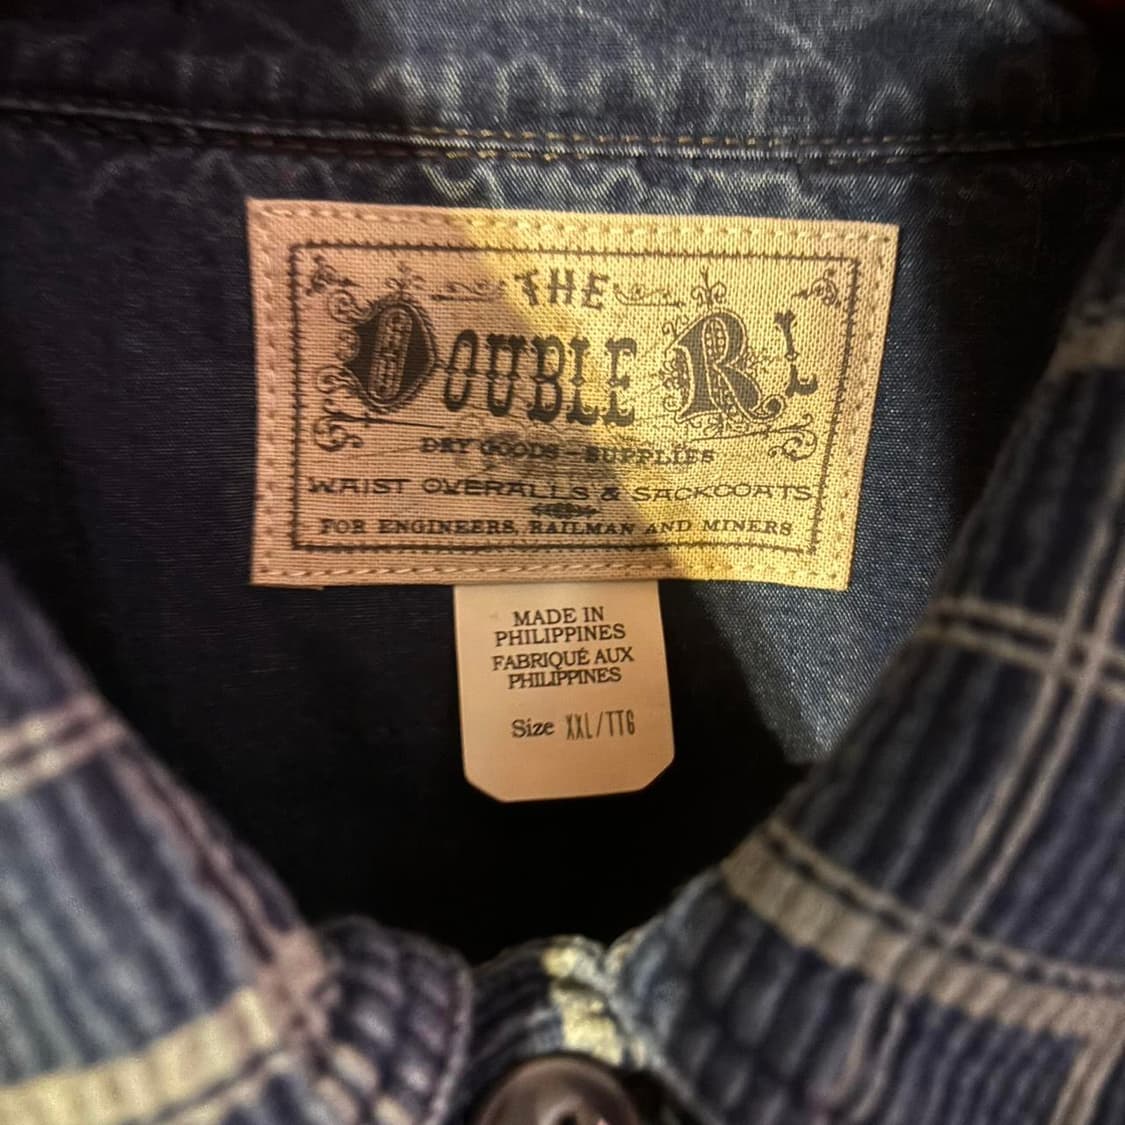 THE
DOUBLE RL
DRY GOODS-SUPPLIES
WAIST OVERALLS & SACKCOATS
FOR ENGINEERS, RAILMAN AND MINERS
MADE IN
PHILIPPINES
FABRIQUÉ AUX
PHILIPPINES
Size XXL/TTG